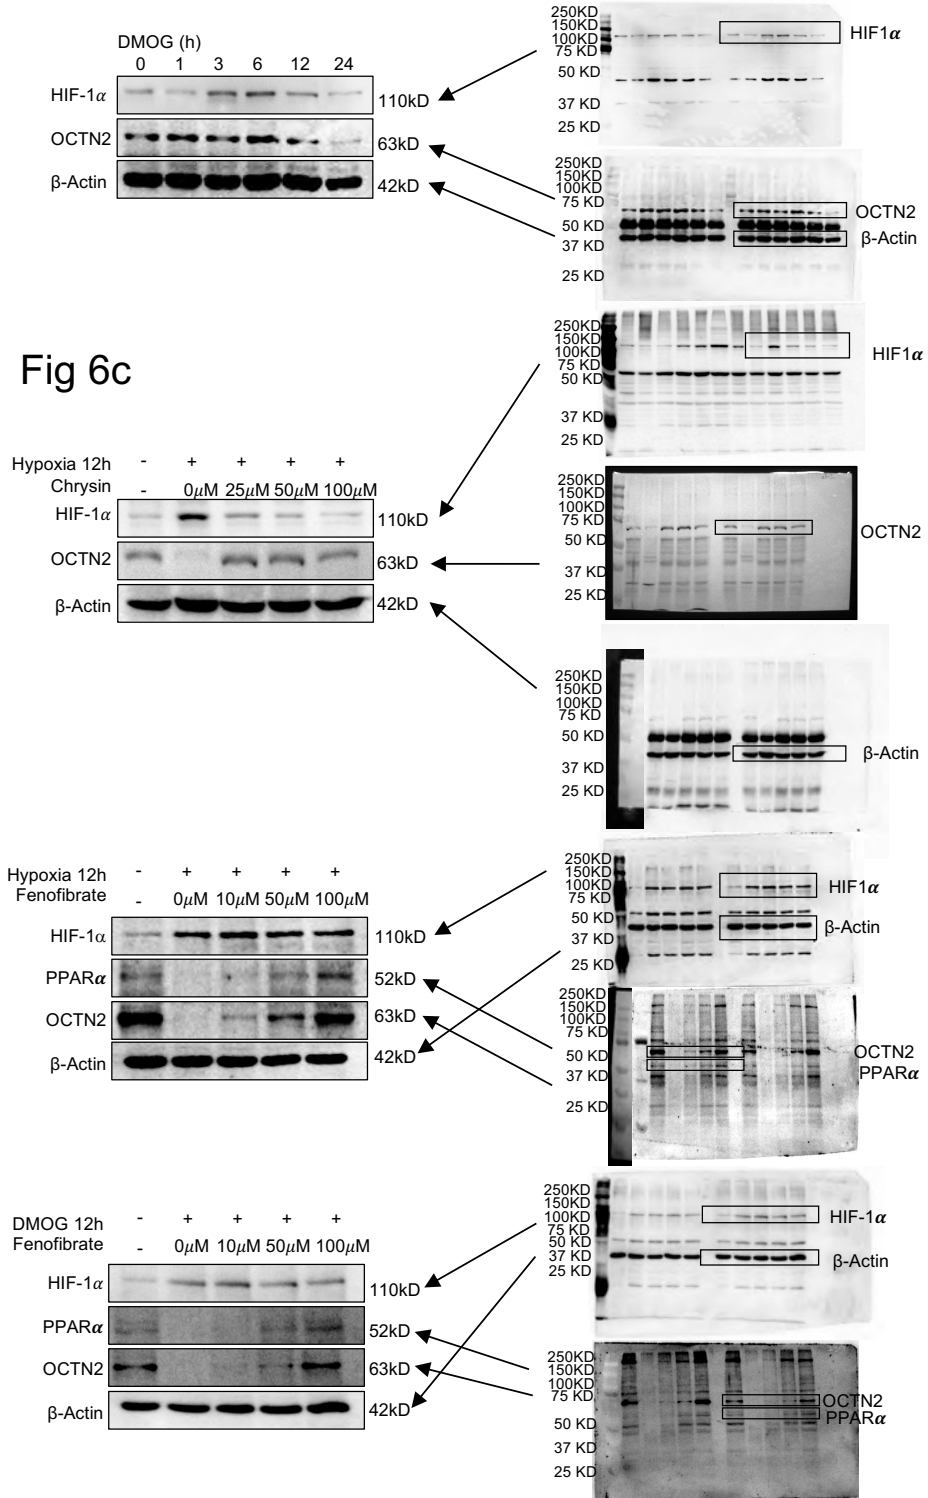 DMOG (h)
0 1 3 6 12 24
HIF-1α 110kD
OCTN2 63kD
β-Actin 42kD
250KD
150KD
100KD
75 KD
50 KD
37 KD
25 KD
HIF1α
250KD
150KD
100KD
75 KD
50 KD
37 KD
25 KD
OCTN2
β-Actin
Fig 6c
250KD
150KD
100KD
75 KD
50 KD
37 KD
25 KD
HIF1α
Hypoxia 12h - + + + +
Chrysin - 0μM 25μM 50μM 100μM
HIF-1α 110kD
OCTN2 63kD
β-Actin 42kD
250KD
150KD
100KD
75 KD
50 KD
37 KD
25 KD
OCTN2
250KD
150KD
100KD
75 KD
50 KD
37 KD
25 KD
β-Actin
Hypoxia 12h - + + + +
Fenofibrate - 0μM 10μM 50μM 100μM
HIF-1α 110kD
PPARα 52kD
OCTN2 63kD
β-Actin 42kD
250KD
150KD
100KD
75 KD
50 KD
37 KD
25 KD
HIF1α
β-Actin
250KD
150KD
100KD
75 KD
50 KD
37 KD
25 KD
OCTN2
PPARα
DMOG 12h - + + + +
Fenofibrate - 0μM 10μM 50μM 100μM
HIF-1α 110kD
PPARα 52kD
OCTN2 63kD
β-Actin 42kD
250KD
150KD
100KD
75 KD
50 KD
37 KD
25 KD
HIF-1α
β-Actin
250KD
150KD
100KD
75 KD
50 KD
37 KD
25 KD
OCTN2
PPARα